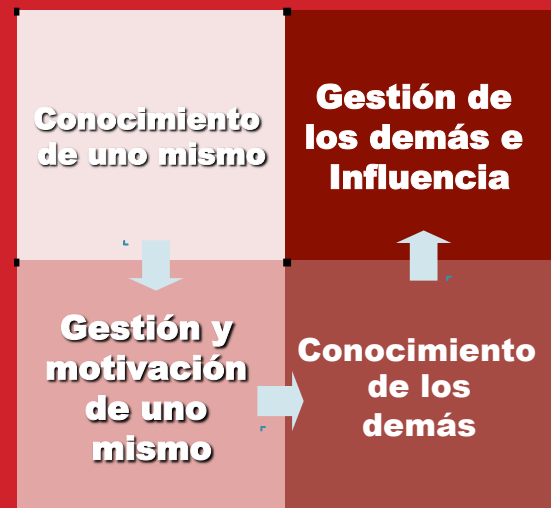 Conocimiento
de uno mismo
Gestión de
los demás e
Influencia
Gestión y
motivación
de uno
mismo
Conocimiento
de los
demás